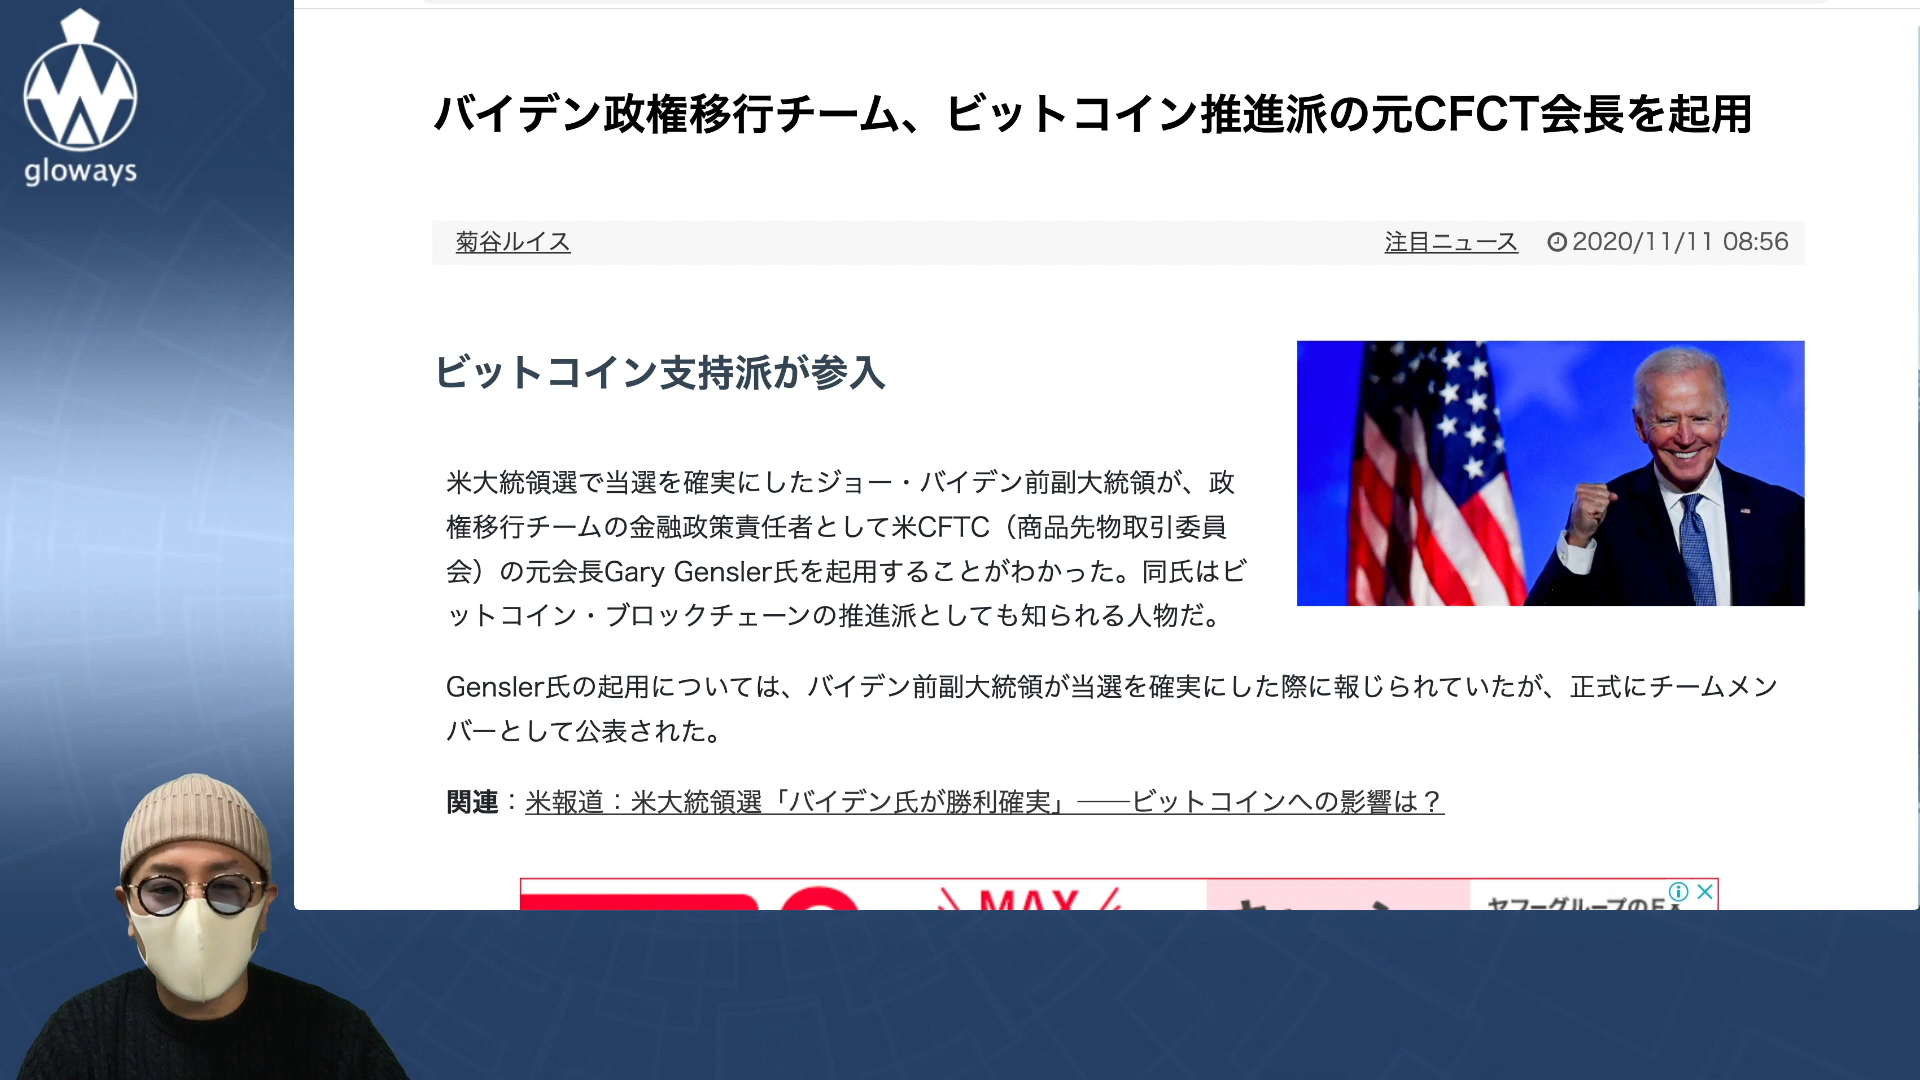 gloways
バイデン政権移行チーム、ビットコイン推進派の元CFCT会長を起用
菊谷ルイス
注目ニュース 2020/11/11 08:56
ビットコイン支持派が参入
米大統領選で当選を確実にしたジョー・バイデン前副大統領が、政
権移行チームの金融政策責任者として米CFTC（商品先物取引委員
会）の元会長Gary Gensler氏を起用することがわかった。同氏はビ
ットコイン・ブロックチェーンの推進派としても知られる人物だ。
Gensler氏の起用については、バイデン前副大統領が当選を確実にした際に報じられていたが、正式にチームメン
バーとして公表された。
関連：米報道：米大統領選「バイデン氏が勝利確実」──ビットコインへの影響は？
MAX